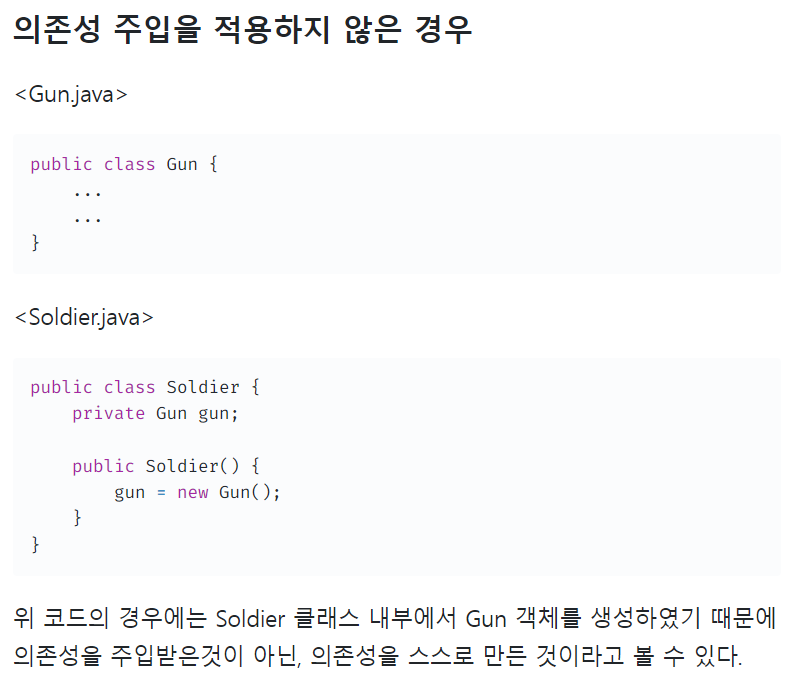 의존성 주입을 적용하지 않은 경우
<Gun.java>
public class Gun {
    ...
    ...
}
<Soldier.java>
public class Soldier {
    private Gun gun;
    public Soldier() {
        gun = new Gun();
    }
}
위 코드의 경우에는 Soldier 클래스 내부에서 Gun 객체를 생성하였기 때문에
의존성을 주입받은것이 아닌, 의존성을 스스로 만든 것이라고 볼 수 있다.